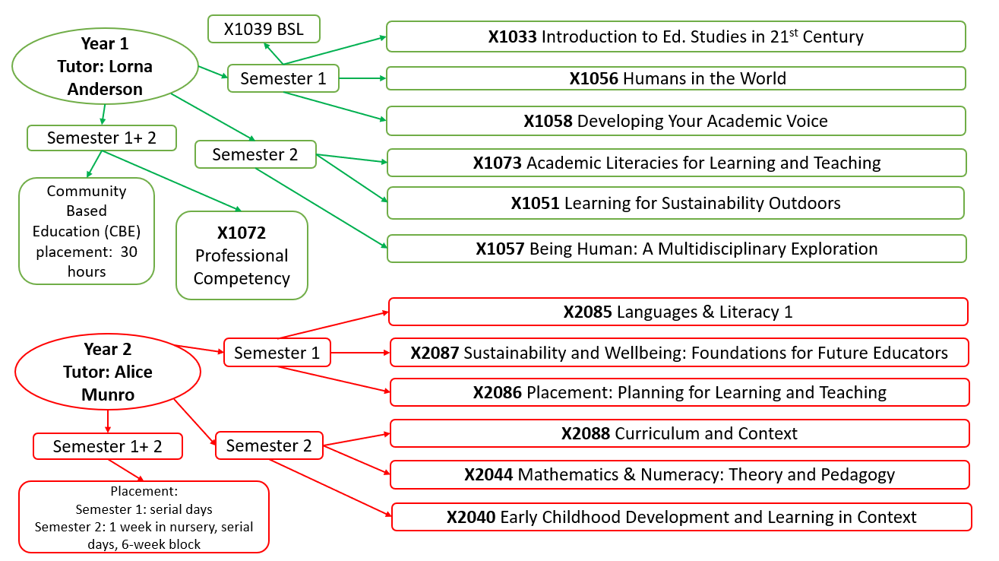 Year 1
Tutor: Lorna
Anderson
X1039 BSL
Semester 1
X1033 Introduction to Ed. Studies in 21st Century
X1056 Humans in the World
X1058 Developing Your Academic Voice
Semester 2
X1073 Academic Literacies for Learning and Teaching
X1051 Learning for Sustainability Outdoors
X1057 Being Human: A Multidisciplinary Exploration
Semester 1+ 2
Community
Based
Education (CBE)
placement:  30
hours
X1072
Professional
Competency
Year 2
Tutor: Alice
Munro
Semester 1
X2085 Languages & Literacy 1
X2087 Sustainability and Wellbeing: Foundations for Future Educators
X2086 Placement: Planning for Learning and Teaching
Semester 2
X2088 Curriculum and Context
X2044 Mathematics & Numeracy: Theory and Pedagogy
X2040 Early Childhood Development and Learning in Context
Semester 1+ 2
Placement:
Semester 1: serial days
Semester 2: 1 week in nursery, serial
days, 6-week block